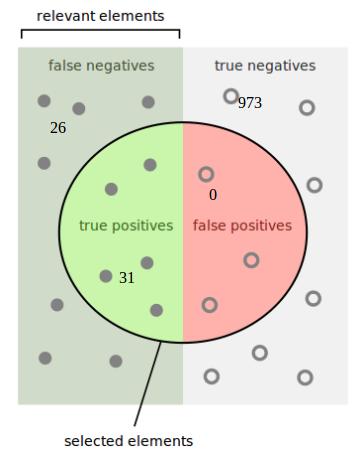 relevant elements
false negatives
true negatives
973
26
0
true positives
false positives
31
selected elements